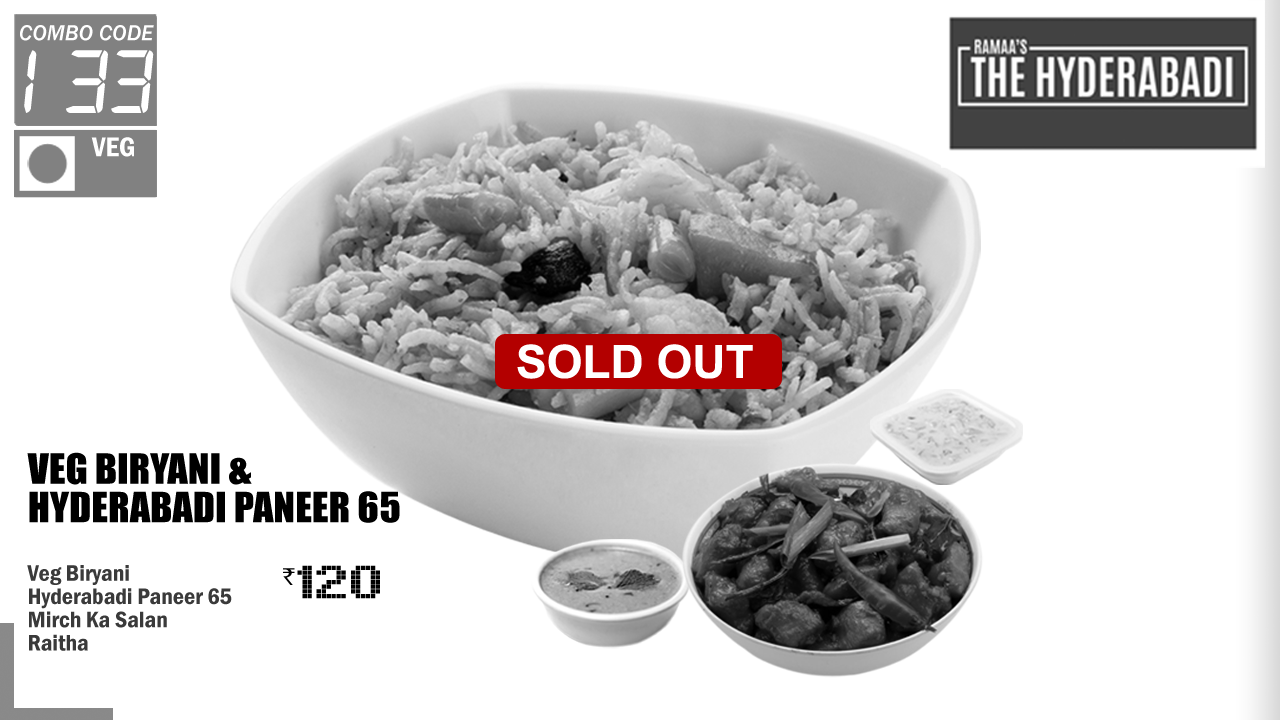 COMBO CODE
133
VEG
RAMAA'S
THE HYDERABADI
SOLD OUT
VEG BIRYANI &
HYDERABADI PANEER 65
Veg Biryani
Hyderabadi Paneer 65
Mirch Ka Salan
Raitha
₹120